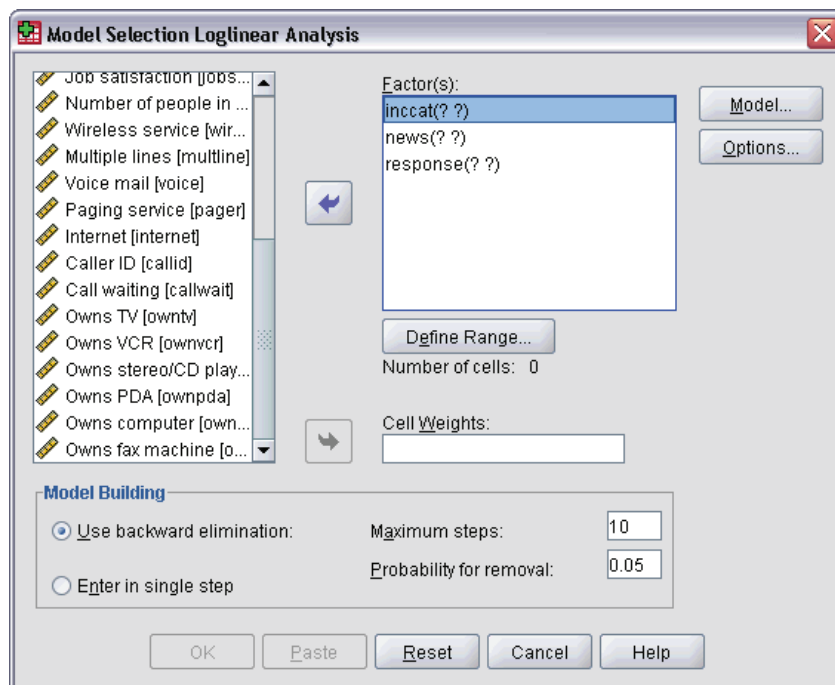 Model Selection Loglinear Analysis
Job satisfaction [jobs...
Number of people in ...
Wireless service [wir...
Multiple lines [multline]
Voice mail [voice]
Paging service [pager]
Internet [internet]
Caller ID [callid]
Call waiting [callwait]
Owns TV [owntv]
Owns VCR [ownvcr]
Owns stereo/CD play...
Owns PDA [ownpda]
Owns computer [own...
Owns fax machine [o...
Factor(s):
inccat(? ?)
news(? ?)
response(? ?)
Define Range...
Number of cells: 0
Cell Weights:
Model...
Options...
Model Building
Use backward elimination:
Enter in single step
Maximum steps: 10
Probability for removal: 0.05
OK Paste Reset Cancel Help